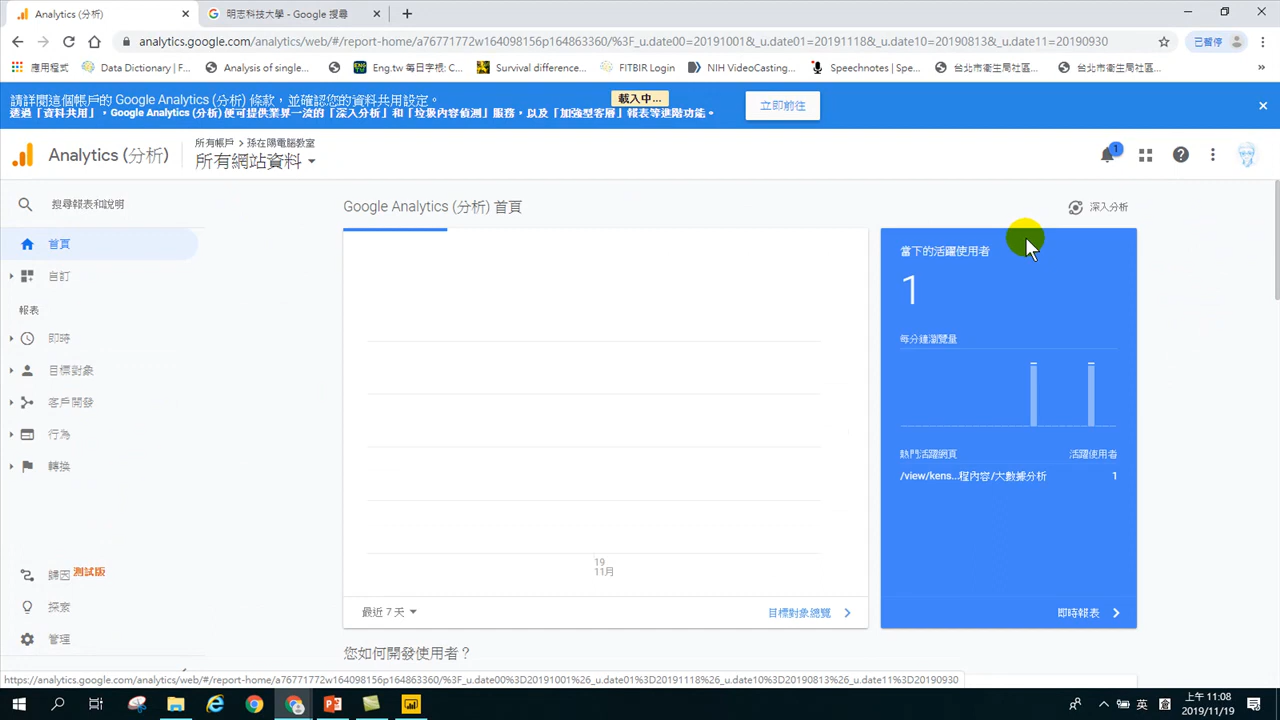 Analytics (分析)
明志科技大學 - Google 搜尋
analytics.google.com/analytics/web/#/report-home/a76771772w164098156p164863360/%3F_u.date00=20191001&_u.date01=20191118&_u.date10=20190813&_u.date11=20190930
已暫停
應用程式
Data Dictionary | F...
Analysis of single...
Eng.tw 每日字根: C...
Survival difference...
FITBIR Login
NIH VideoCasting...
Speechnotes | Spe...
台北市衛生局社區...
台北市衛生局社區...
»
請詳閱這個帳戶的 Google Analytics (分析) 條款，並確認您的資料共用設定。
透過「資料共用」，Google Analytics (分析) 便可提供業界一流的「深入分析」和「垃圾內容偵測」服務，以及「加強型客層」報表等進階功能。
載入中...
立即前往
Analytics (分析)
所有帳戶 > 孫在陽電腦教室
所有網站資料
1
搜尋報表和說明
Google Analytics (分析) 首頁
深入分析
首頁
自訂
報表
即時
目標對象
客戶開發
行為
轉換
歸因 測試版
探索
管理
19
11月
最近 7 天
目標對象總覽
當下的活躍使用者
1
每分鐘瀏覽量
熱門活躍網頁
活躍使用者
/view/kens...程內容/大數據分析
1
即時報表
您如何開發使用者？
https://analytics.google.com/analytics/web/#/report-home/a76771772w164098156p164863360/%3F_u.date00%3D20191001%26_u.date01%3D20191118%26_u.date10%3D20190813%26_u.date11%3D20190930
英
上午 11:08
2019/11/19